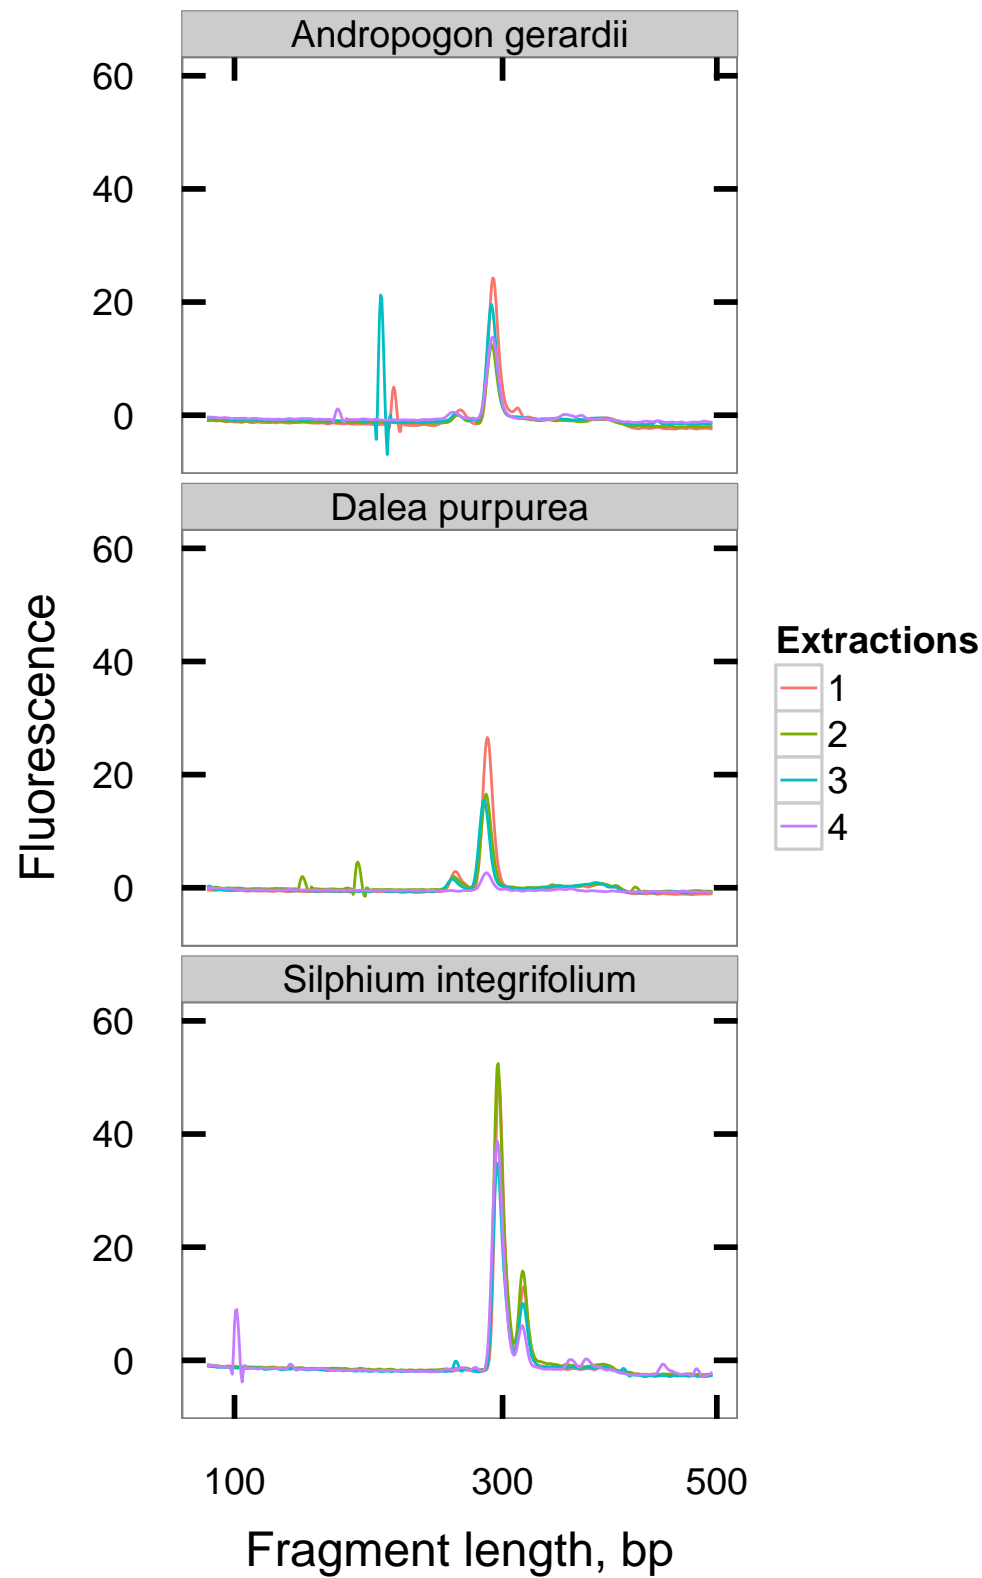 Andropogon gerardii
60
40
20
0
Dalea purpurea
60
40
20
0
Silphium integrifolium
60
40
20
0
100 300 500
Fragment length, bp
Fluorescence
Extractions
1
2
3
4